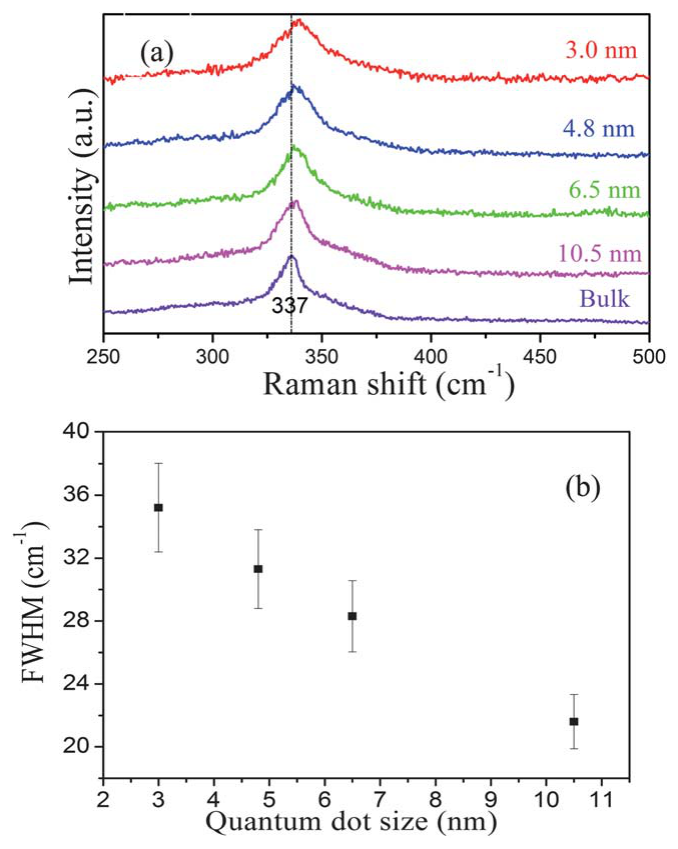 (a)
3.0 nm
4.8 nm
6.5 nm
10.5 nm
Bulk
337
Intensity (a.u.)
250 300 350 400 450 500
Raman shift (cm⁻¹)
(b)
40
36
32
28
24
20
FWHM (cm⁻¹)
2 3 4 5 6 7 8 9 10 11
Quantum dot size (nm)